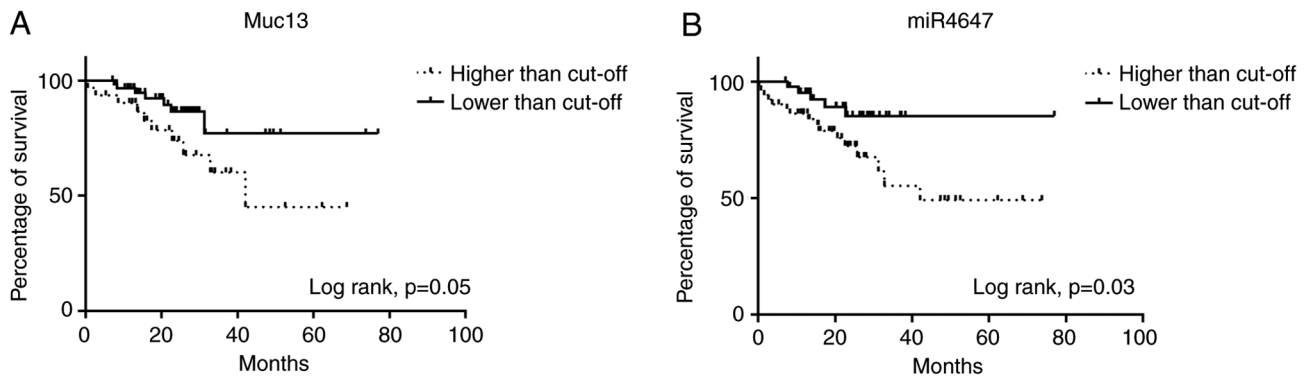 A
Muc13
Percentage of survival
100
50
0
0 20 40 60 80 100
Months
Higher than cut-off
Lower than cut-off
Log rank, p=0.05
B
miR4647
Percentage of survival
100
50
0
0 20 40 60 80 100
Months
Higher than cut-off
Lower than cut-off
Log rank, p=0.03